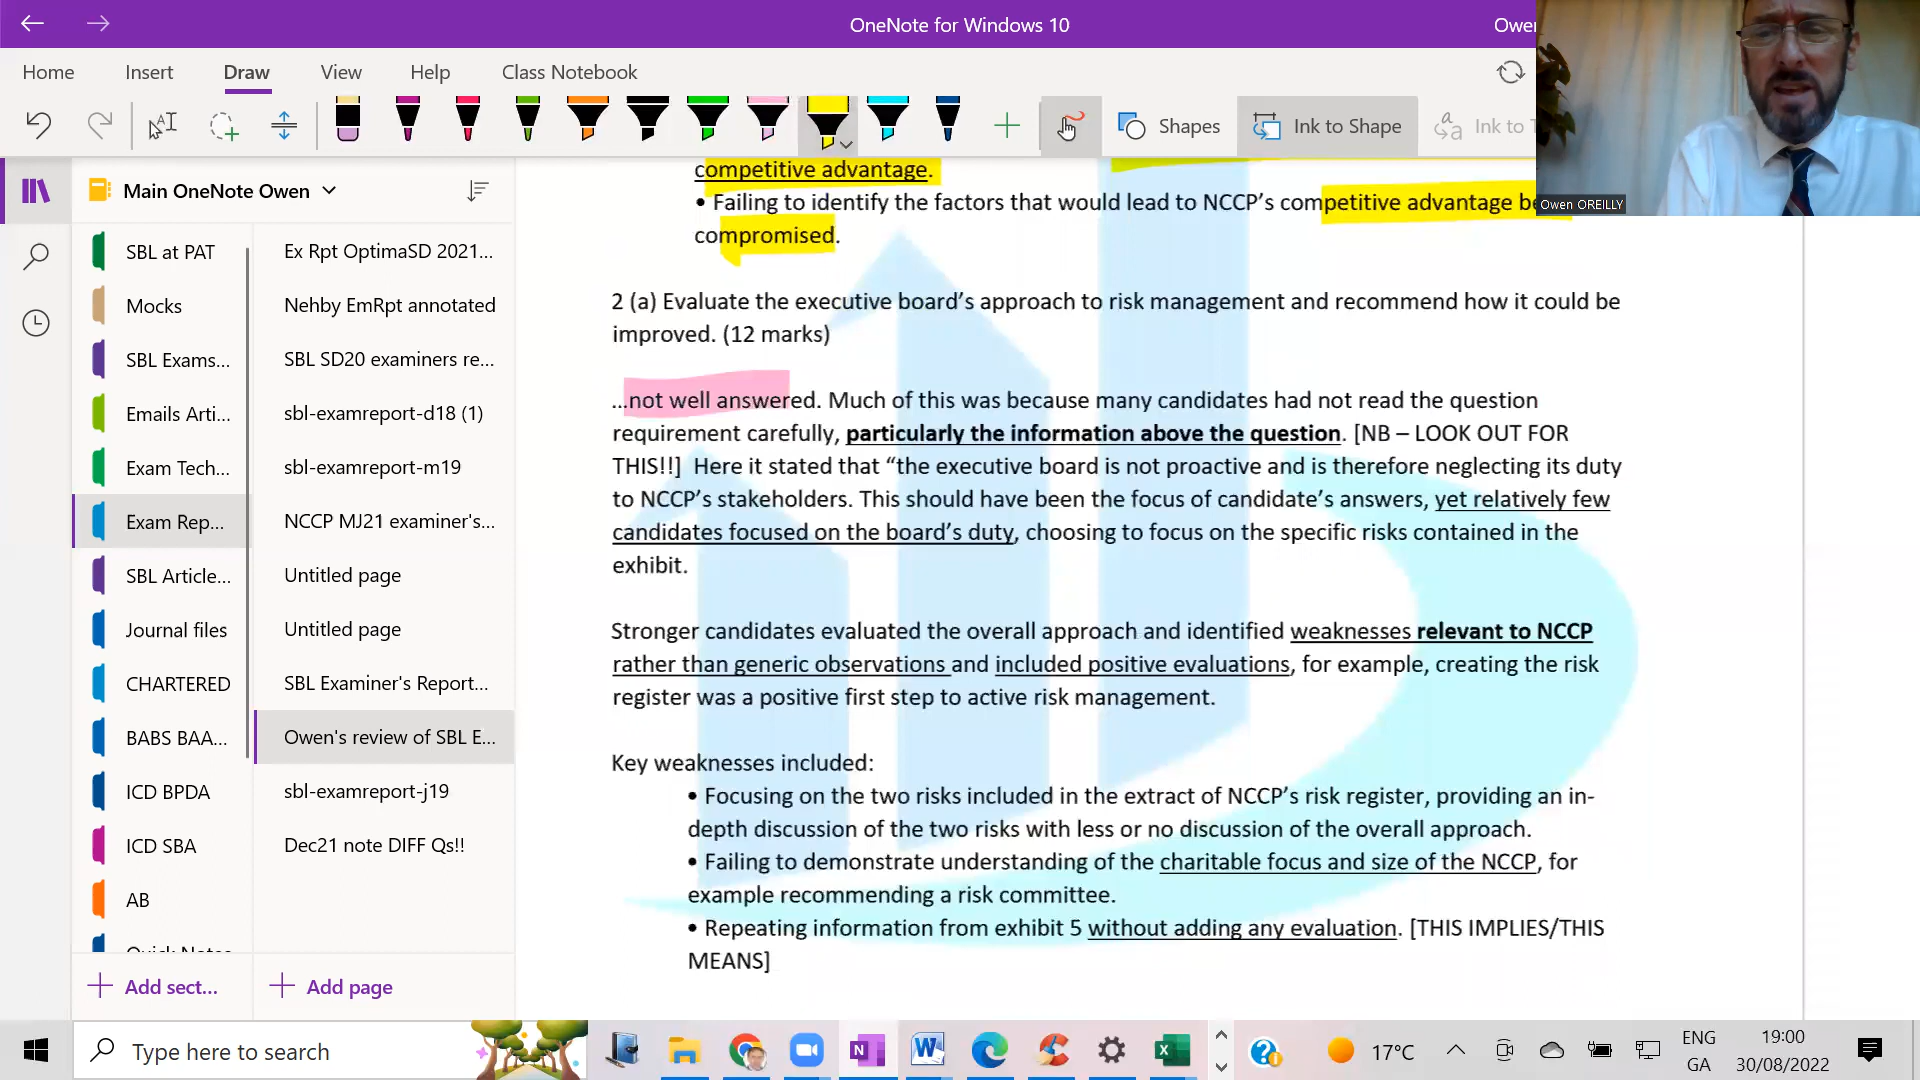 OneNote for Windows 10
Owen
Home
Insert
Draw
View
Help
Class Notebook
Shapes
Ink to Shape
Ink to T
Owen OREILLY
Main OneNote Owen
SBL at PAT
Mocks
SBL Exams...
Emails Arti...
Exam Tech...
Exam Rep...
SBL Article...
Journal files
CHARTERED
BABS BAA...
ICD BPDA
ICD SBA
AB
Quick Notes
Add sect...
Ex Rpt OptimaSD 2021...
Nehby EmRpt annotated
SBL SD20 examiners re...
sbl-examreport-d18 (1)
sbl-examreport-m19
NCCP MJ21 examiner's...
Untitled page
Untitled page
SBL Examiner's Report...
Owen's review of SBL E...
sbl-examreport-j19
Dec21 note DIFF Qs!!
Add page
competitive advantage.
• Failing to identify the factors that would lead to NCCP’s competitive advantage be
compromised.
2 (a) Evaluate the executive board’s approach to risk management and recommend how it could be
improved. (12 marks)
…not well answered. Much of this was because many candidates had not read the question
requirement carefully, particularly the information above the question. [NB – LOOK OUT FOR
THIS!!] Here it stated that “the executive board is not proactive and is therefore neglecting its duty
to NCCP’s stakeholders. This should have been the focus of candidate’s answers, yet relatively few
candidates focused on the board’s duty, choosing to focus on the specific risks contained in the
exhibit.
Stronger candidates evaluated the overall approach and identified weaknesses relevant to NCCP
rather than generic observations and included positive evaluations, for example, creating the risk
register was a positive first step to active risk management.
Key weaknesses included:
• Focusing on the two risks included in the extract of NCCP’s risk register, providing an in-
depth discussion of the two risks with less or no discussion of the overall approach.
• Failing to demonstrate understanding of the charitable focus and size of the NCCP, for
example recommending a risk committee.
• Repeating information from exhibit 5 without adding any evaluation. [THIS IMPLIES/THIS
MEANS]
Type here to search
17°C
ENG
GA
19:00
30/08/2022